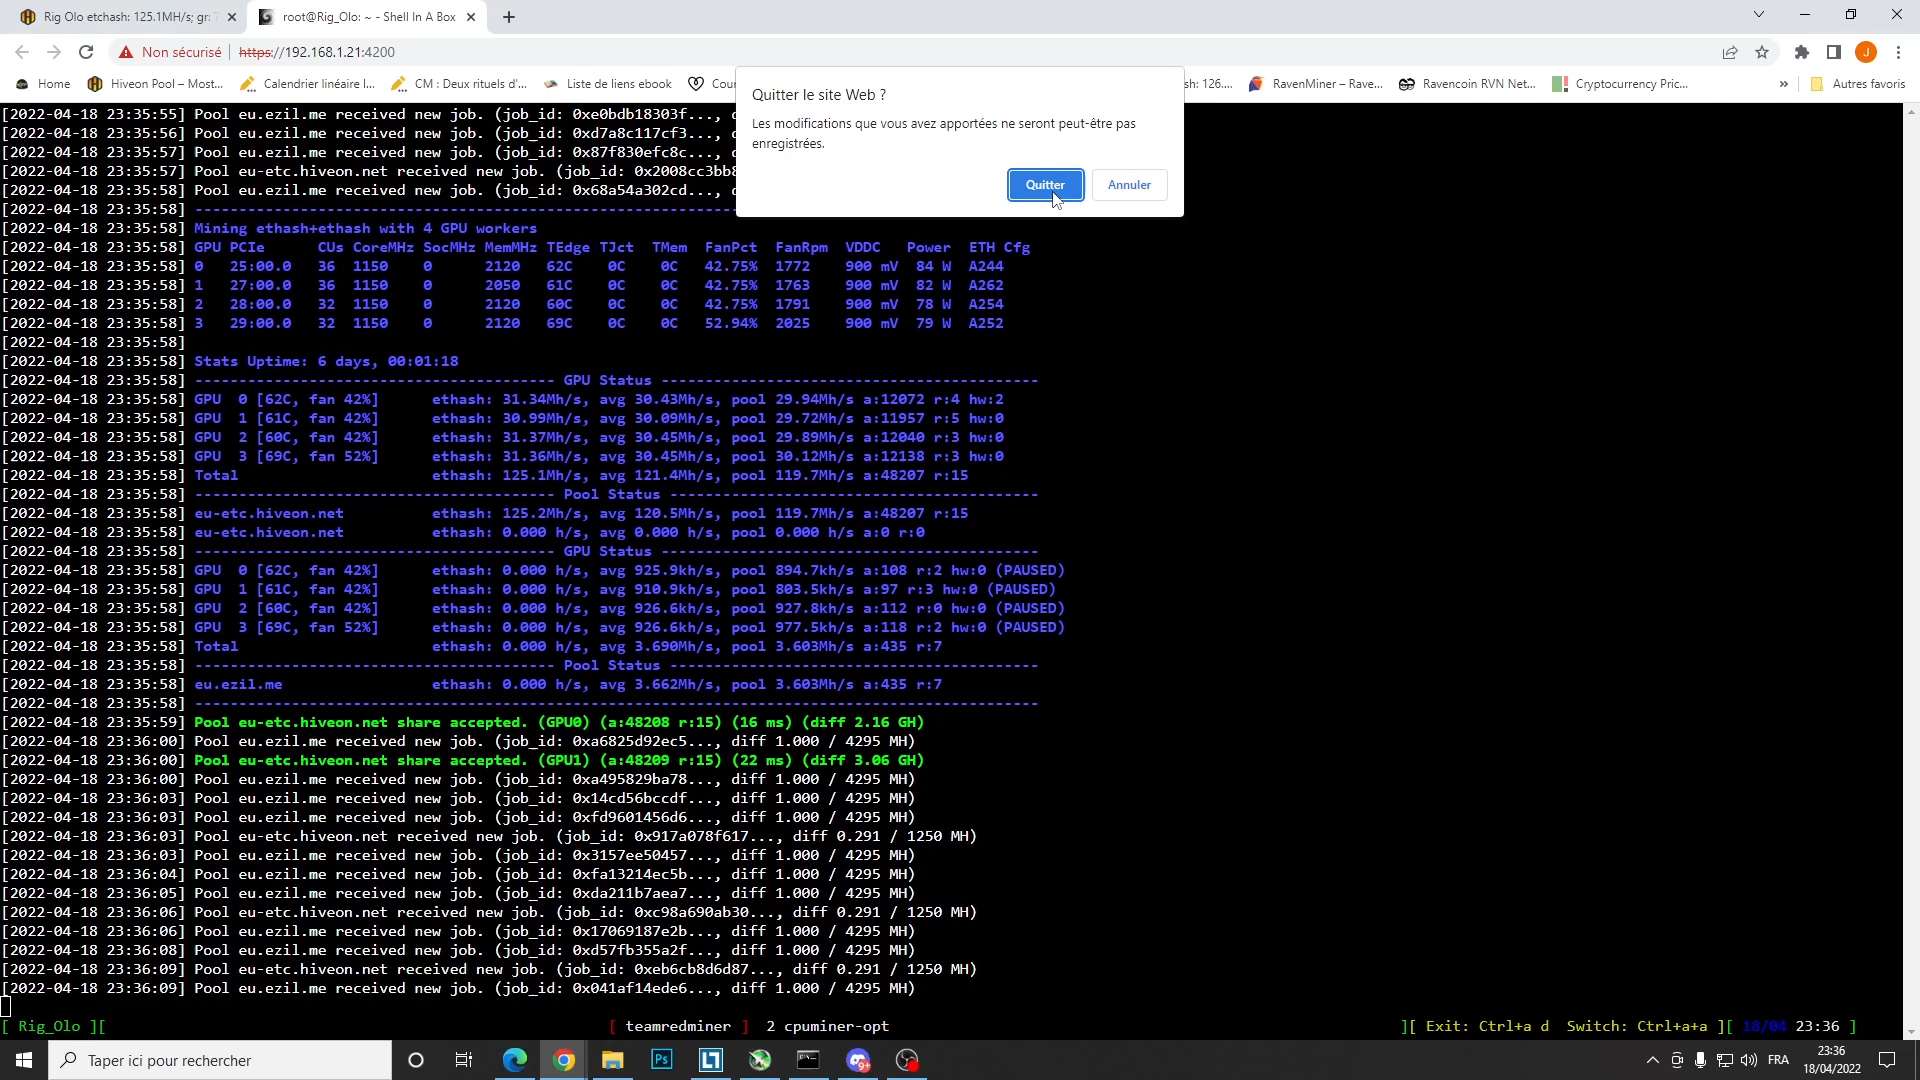 Rig Olo etchash: 125.1MH/s; gr:
root@Rig_Olo: ~ - Shell In A Box
Non sécurisé
https://192.168.1.21:4200
Home
Hiveon Pool – Most...
Calendrier linéaire l...
CM : Deux rituels d'...
Liste de liens ebook
Cou
sh: 126....
RavenMiner – Rave...
Ravencoin RVN Net...
Cryptocurrency Pric...
»
Autres favoris
Quitter le site Web ?
Les modifications que vous avez apportées ne seront peut-être pas
enregistrées.
Quitter
Annuler
[2022-04-18 23:35:55] Pool eu.ezil.me received new job. (job_id: 0xe0bdb18303f..., d
[2022-04-18 23:35:56] Pool eu.ezil.me received new job. (job_id: 0xd7a8c117cf3..., d
[2022-04-18 23:35:57] Pool eu.ezil.me received new job. (job_id: 0x87f830efc8c..., d
[2022-04-18 23:35:57] Pool eu-etc.hiveon.net received new job. (job_id: 0x2008cc3bb8
[2022-04-18 23:35:58] Pool eu.ezil.me received new job. (job_id: 0x68a54a302cd..., d
[2022-04-18 23:35:58] --------------------------------------------------------------
[2022-04-18 23:35:58] Mining ethash+ethash with 4 GPU workers
[2022-04-18 23:35:58] GPU PCIe CUs CoreMHz SocMHz MemMHz TEdge TJct TMem FanPct FanRpm VDDC Power ETH Cfg
[2022-04-18 23:35:58] 0 25:00.0 36 1150 0 2120 62C 0C 0C 42.75% 1772 900 mV 84 W A244
[2022-04-18 23:35:58] 1 27:00.0 36 1150 0 2050 61C 0C 0C 42.75% 1763 900 mV 82 W A262
[2022-04-18 23:35:58] 2 28:00.0 32 1150 0 2120 60C 0C 0C 42.75% 1791 900 mV 78 W A254
[2022-04-18 23:35:58] 3 29:00.0 32 1150 0 2120 69C 0C 0C 52.94% 2025 900 mV 79 W A252
[2022-04-18 23:35:58]
[2022-04-18 23:35:58] Stats Uptime: 6 days, 00:01:18
[2022-04-18 23:35:58] ----------------------------------------- GPU Status -------------------------------------------
[2022-04-18 23:35:58] GPU 0 [62C, fan 42%] ethash: 31.34Mh/s, avg 30.43Mh/s, pool 29.94Mh/s a:12072 r:4 hw:2
[2022-04-18 23:35:58] GPU 1 [61C, fan 42%] ethash: 30.99Mh/s, avg 30.09Mh/s, pool 29.72Mh/s a:11957 r:5 hw:0
[2022-04-18 23:35:58] GPU 2 [60C, fan 42%] ethash: 31.37Mh/s, avg 30.45Mh/s, pool 29.89Mh/s a:12040 r:3 hw:0
[2022-04-18 23:35:58] GPU 3 [69C, fan 52%] ethash: 31.36Mh/s, avg 30.45Mh/s, pool 30.12Mh/s a:12138 r:3 hw:0
[2022-04-18 23:35:58] Total ethash: 125.1Mh/s, avg 121.4Mh/s, pool 119.7Mh/s a:48207 r:15
[2022-04-18 23:35:58] ----------------------------------------- Pool Status ------------------------------------------
[2022-04-18 23:35:58] eu-etc.hiveon.net ethash: 125.2Mh/s, avg 120.5Mh/s, pool 119.7Mh/s a:48207 r:15
[2022-04-18 23:35:58] eu-etc.hiveon.net ethash: 0.000 h/s, avg 0.000 h/s, pool 0.000 h/s a:0 r:0
[2022-04-18 23:35:58] ----------------------------------------- GPU Status -------------------------------------------
[2022-04-18 23:35:58] GPU 0 [62C, fan 42%] ethash: 0.000 h/s, avg 925.9kh/s, pool 894.7kh/s a:108 r:2 hw:0 (PAUSED)
[2022-04-18 23:35:58] GPU 1 [61C, fan 42%] ethash: 0.000 h/s, avg 910.9kh/s, pool 803.5kh/s a:97 r:3 hw:0 (PAUSED)
[2022-04-18 23:35:58] GPU 2 [60C, fan 42%] ethash: 0.000 h/s, avg 926.6kh/s, pool 927.8kh/s a:112 r:0 hw:0 (PAUSED)
[2022-04-18 23:35:58] GPU 3 [69C, fan 52%] ethash: 0.000 h/s, avg 926.6kh/s, pool 977.5kh/s a:118 r:2 hw:0 (PAUSED)
[2022-04-18 23:35:58] Total ethash: 0.000 h/s, avg 3.690Mh/s, pool 3.603Mh/s a:435 r:7
[2022-04-18 23:35:58] ----------------------------------------- Pool Status ------------------------------------------
[2022-04-18 23:35:58] eu.ezil.me ethash: 0.000 h/s, avg 3.662Mh/s, pool 3.603Mh/s a:435 r:7
[2022-04-18 23:35:58] ------------------------------------------------------------------------------------------------
[2022-04-18 23:35:59] Pool eu-etc.hiveon.net share accepted. (GPU0) (a:48208 r:15) (16 ms) (diff 2.16 GH)
[2022-04-18 23:36:00] Pool eu.ezil.me received new job. (job_id: 0xa6825d92ec5..., diff 1.000 / 4295 MH)
[2022-04-18 23:36:00] Pool eu-etc.hiveon.net share accepted. (GPU1) (a:48209 r:15) (22 ms) (diff 3.06 GH)
[2022-04-18 23:36:00] Pool eu.ezil.me received new job. (job_id: 0xa495829ba78..., diff 1.000 / 4295 MH)
[2022-04-18 23:36:03] Pool eu.ezil.me received new job. (job_id: 0x14cd56bccdf..., diff 1.000 / 4295 MH)
[2022-04-18 23:36:03] Pool eu.ezil.me received new job. (job_id: 0xfd9601456d6..., diff 1.000 / 4295 MH)
[2022-04-18 23:36:03] Pool eu-etc.hiveon.net received new job. (job_id: 0x917a078f617..., diff 0.291 / 1250 MH)
[2022-04-18 23:36:03] Pool eu.ezil.me received new job. (job_id: 0x3157ee50457..., diff 1.000 / 4295 MH)
[2022-04-18 23:36:04] Pool eu.ezil.me received new job. (job_id: 0xfa13214ec5b..., diff 1.000 / 4295 MH)
[2022-04-18 23:36:05] Pool eu.ezil.me received new job. (job_id: 0xda211b7aea7..., diff 1.000 / 4295 MH)
[2022-04-18 23:36:06] Pool eu-etc.hiveon.net received new job. (job_id: 0xc98a690ab30..., diff 0.291 / 1250 MH)
[2022-04-18 23:36:06] Pool eu.ezil.me received new job. (job_id: 0x17069187e2b..., diff 1.000 / 4295 MH)
[2022-04-18 23:36:08] Pool eu.ezil.me received new job. (job_id: 0xd57fb355a2f..., diff 1.000 / 4295 MH)
[2022-04-18 23:36:09] Pool eu-etc.hiveon.net received new job. (job_id: 0xeb6cb8d6d87..., diff 0.291 / 1250 MH)
[2022-04-18 23:36:09] Pool eu.ezil.me received new job. (job_id: 0x041af14ede6..., diff 1.000 / 4295 MH)
[ Rig_Olo ][ [ teamredminer ] 2 cpuminer-opt ][ Exit: Ctrl+a d Switch: Ctrl+a+a ][ 18/04 23:36 ]
Taper ici pour rechercher
Ps
9+
FRA
23:36
18/04/2022
J